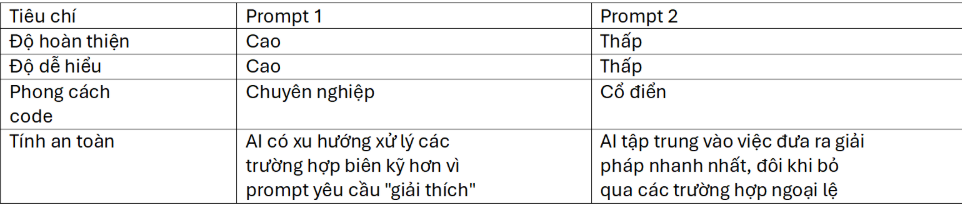 Tiêu chí Prompt 1 Prompt 2
Độ hoàn thiện Cao Thấp
Độ dễ hiểu Cao Thấp
Phong cách code Chuyên nghiệp Cổ điển
Tính an toàn
AI có xu hướng xử lý các
trường hợp biên kỹ hơn vì
prompt yêu cầu "giải thích"
AI tập trung vào việc đưa ra giải
pháp nhanh nhất, đôi khi bỏ
qua các trường hợp ngoại lệ